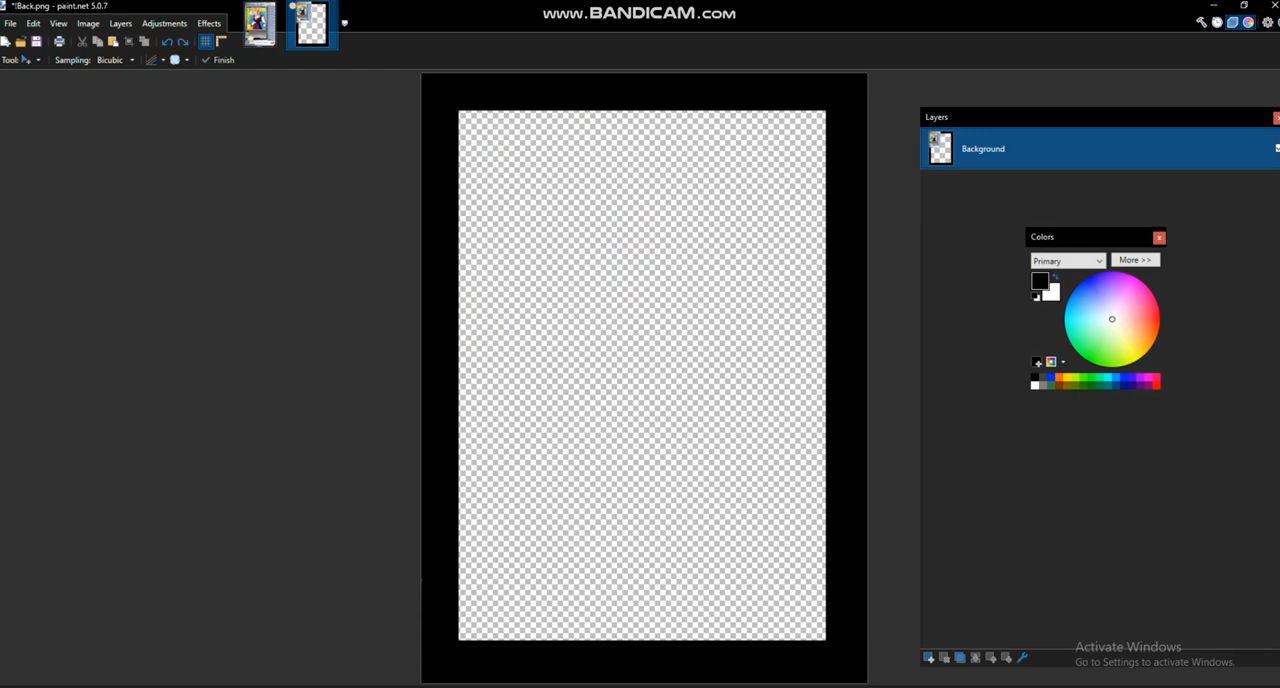 *!Back.png - paint.net 5.0.7
www.BANDICAM.com
File Edit View Image Layers Adjustments Effects
Tool: Sampling: Bicubic Finish
Layers
Background
Colors
Primary More >>
Activate Windows
Go to Settings to activate Windows.